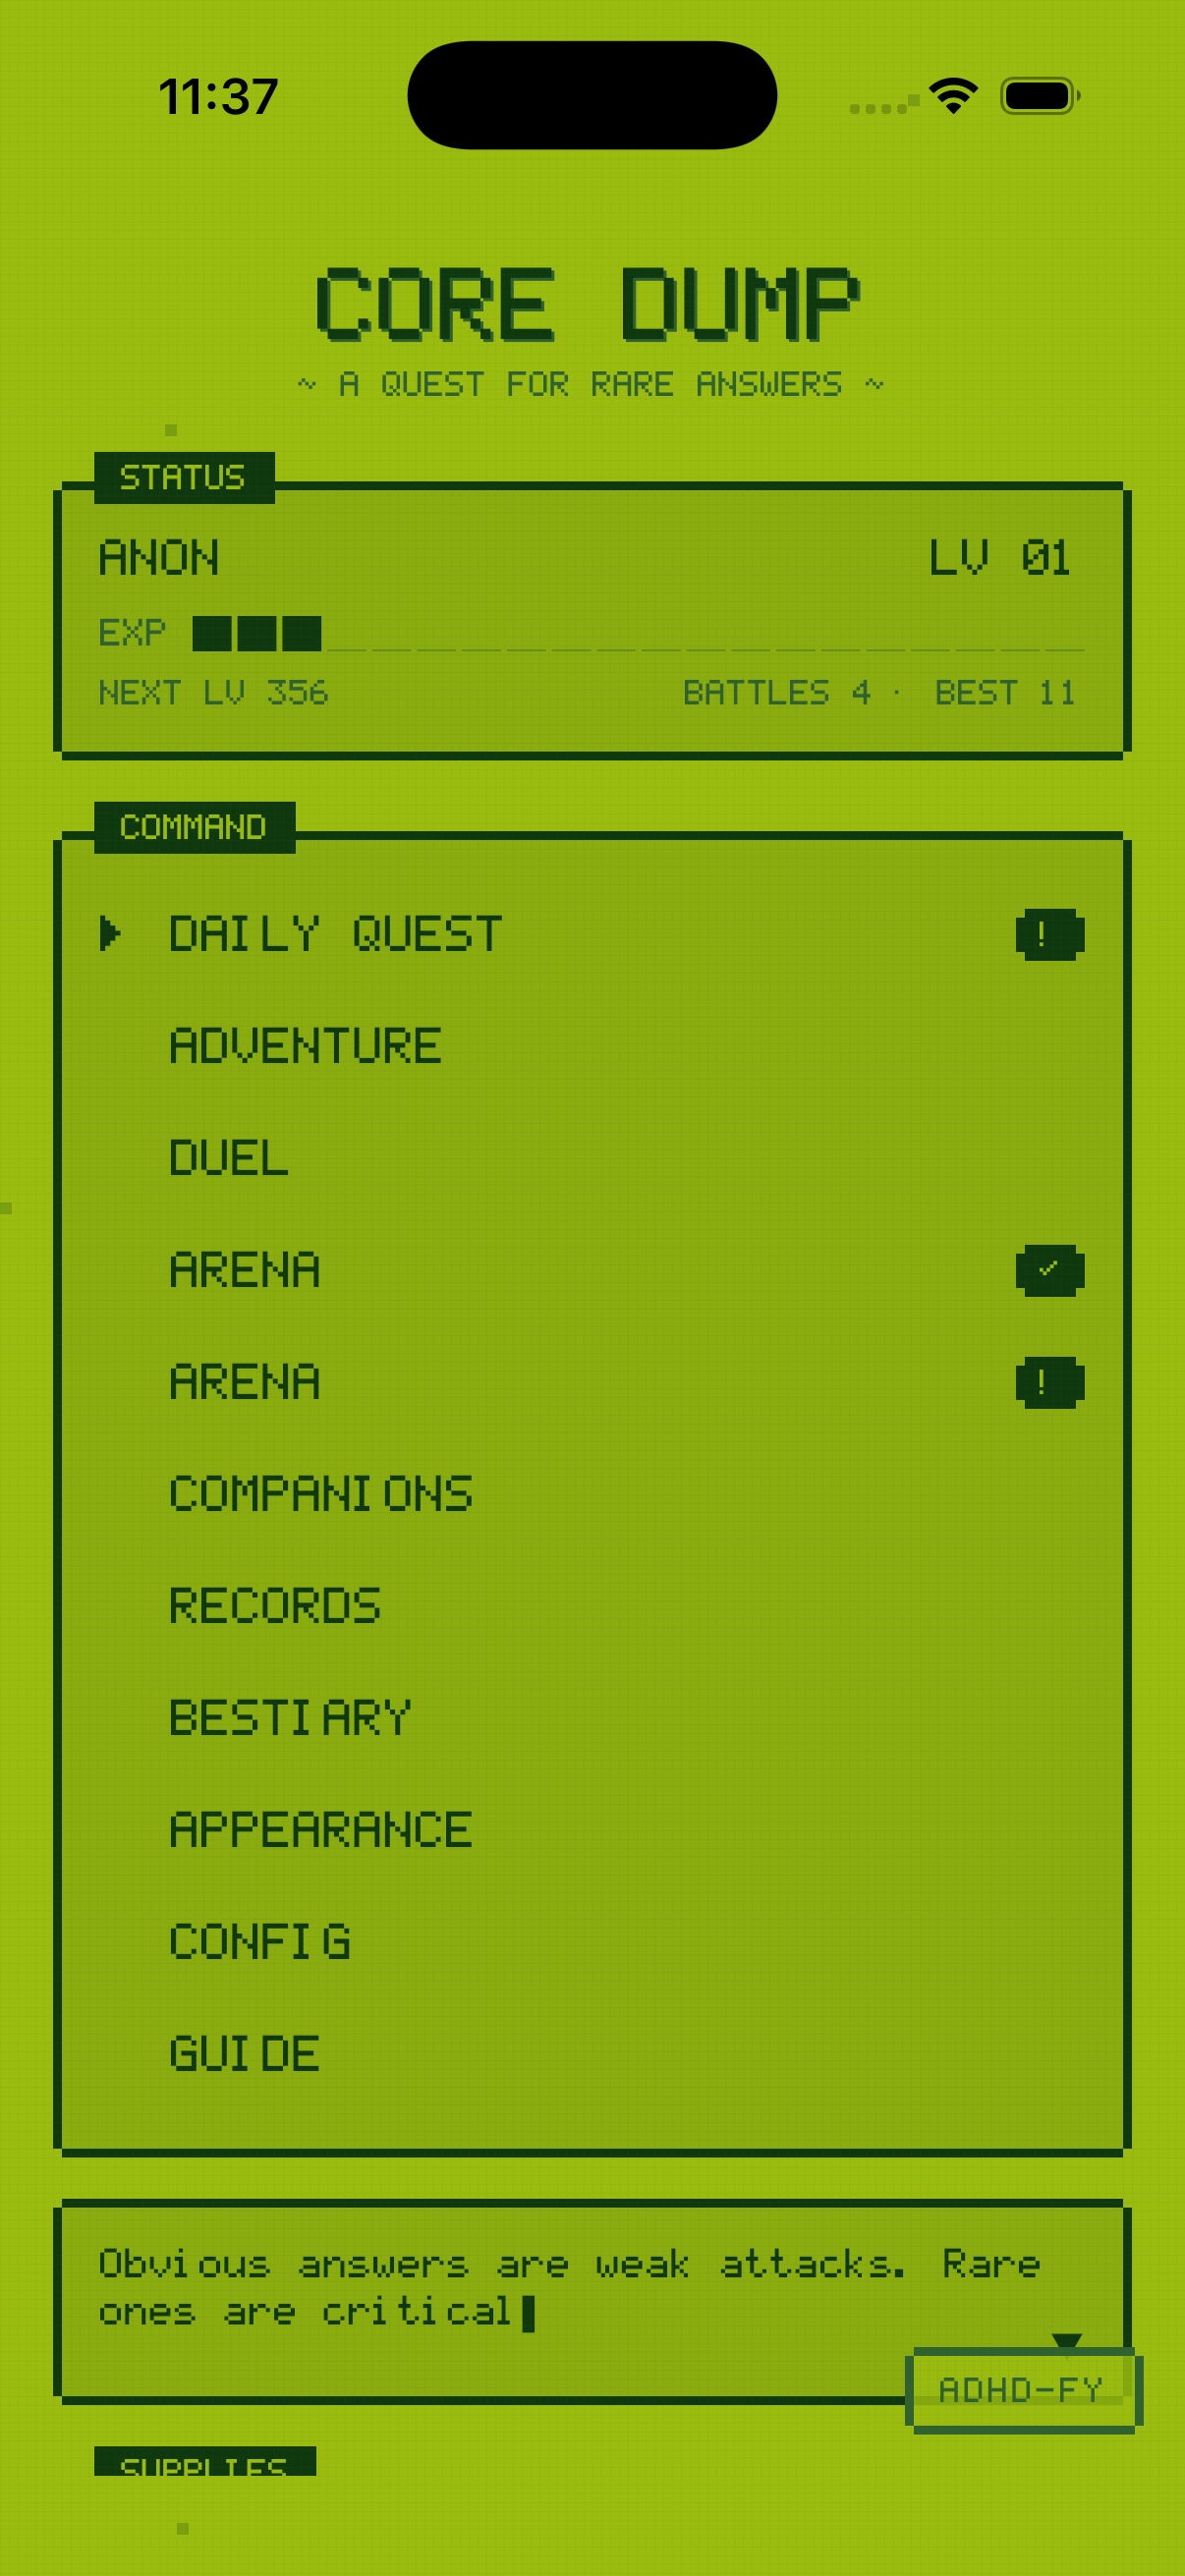 11:37
CORE DUMP
~ A QUEST FOR RARE ANSWERS ~
STATUS
ANON LV 01
EXP
NEXT LV 356 BATTLES 4 · BEST 11
COMMAND
DAILY QUEST !
ADVENTURE
DUEL
ARENA ✓
ARENA !
COMPANIONS
RECORDS
BESTIARY
APPEARANCE
CONFIG
GUIDE
Obvious answers are weak attacks. Rare
ones are critical
ADHD-FY
SUPPLIES